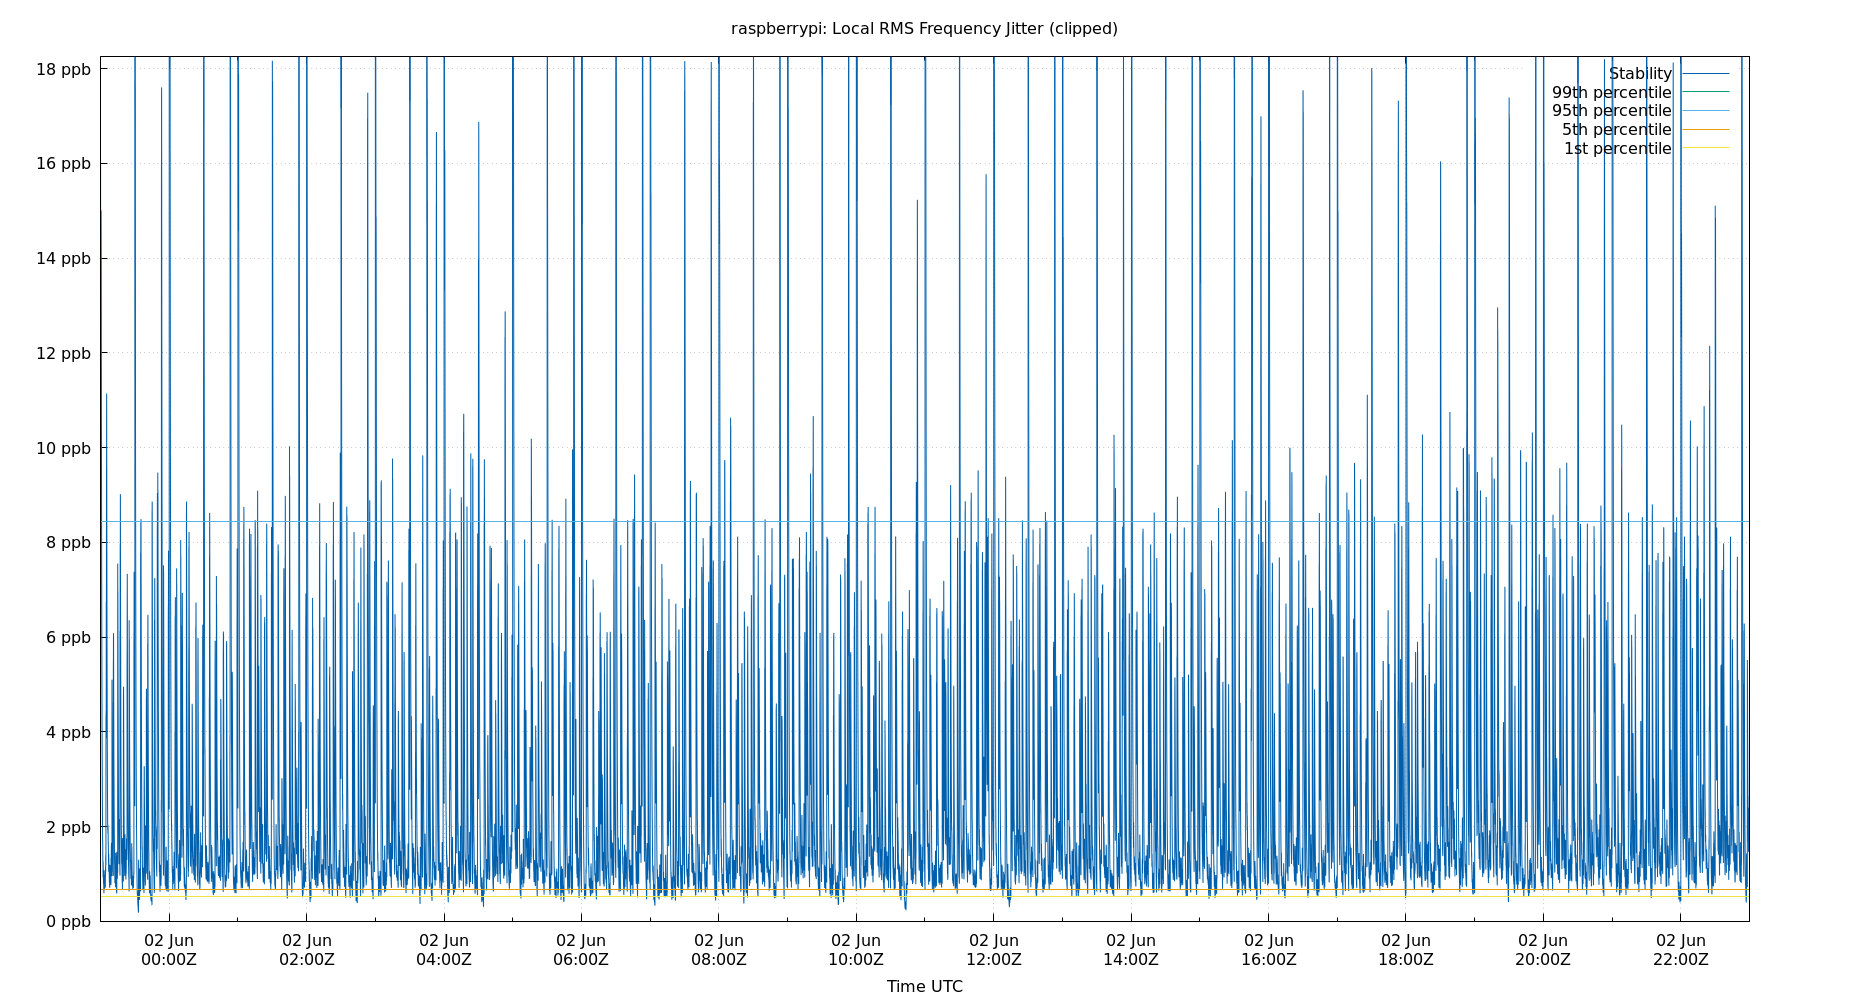 raspberrypi: Local RMS Frequency Jitter (clipped)
18 ppb
16 ppb
14 ppb
12 ppb
10 ppb
8 ppb
6 ppb
4 ppb
2 ppb
0 ppb
Stability
99th percentile
95th percentile
5th percentile
1st percentile
02 Jun 02 Jun 02 Jun 02 Jun 02 Jun 02 Jun 02 Jun 02 Jun 02 Jun 02 Jun 02 Jun 02 Jun
00:00Z 02:00Z 04:00Z 06:00Z 08:00Z 10:00Z 12:00Z 14:00Z 16:00Z 18:00Z 20:00Z 22:00Z
Time UTC